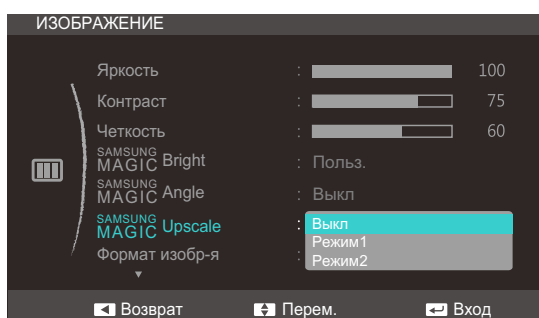 ИЗОБРАЖЕНИЕ
Яркость : 100
Контраст : 75
Четкость : 60
SAMSUNG MAGIC Bright : Польз.
SAMSUNG MAGIC Angle : Выкл
SAMSUNG MAGIC Upscale : Выкл
Режим1
Формат изобр-я : Режим2
Возврат Перем. Вход